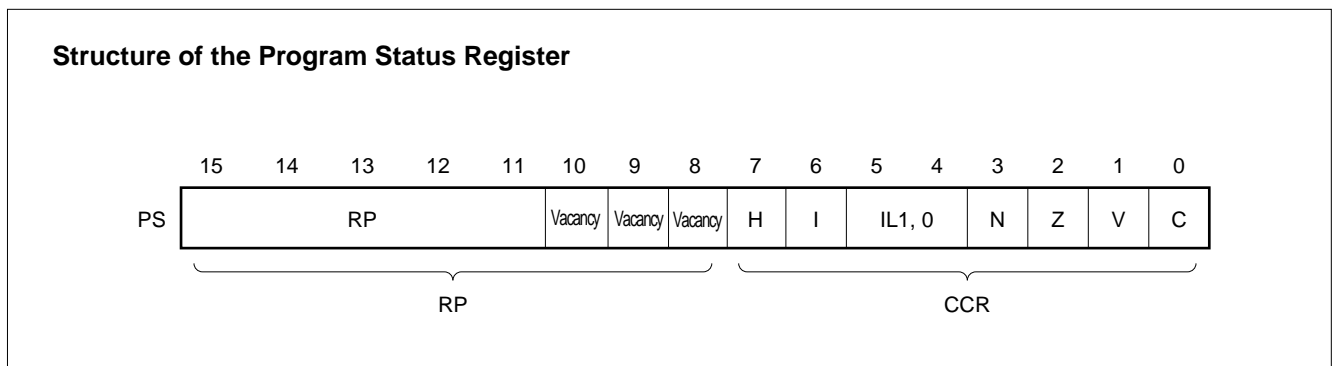 Structure of the Program Status Register
15 14 13 12 11 10 9 8 7 6 5 4 3 2 1 0
PS RP Vacancy Vacancy Vacancy H I IL1, 0 N Z V C
RP CCR